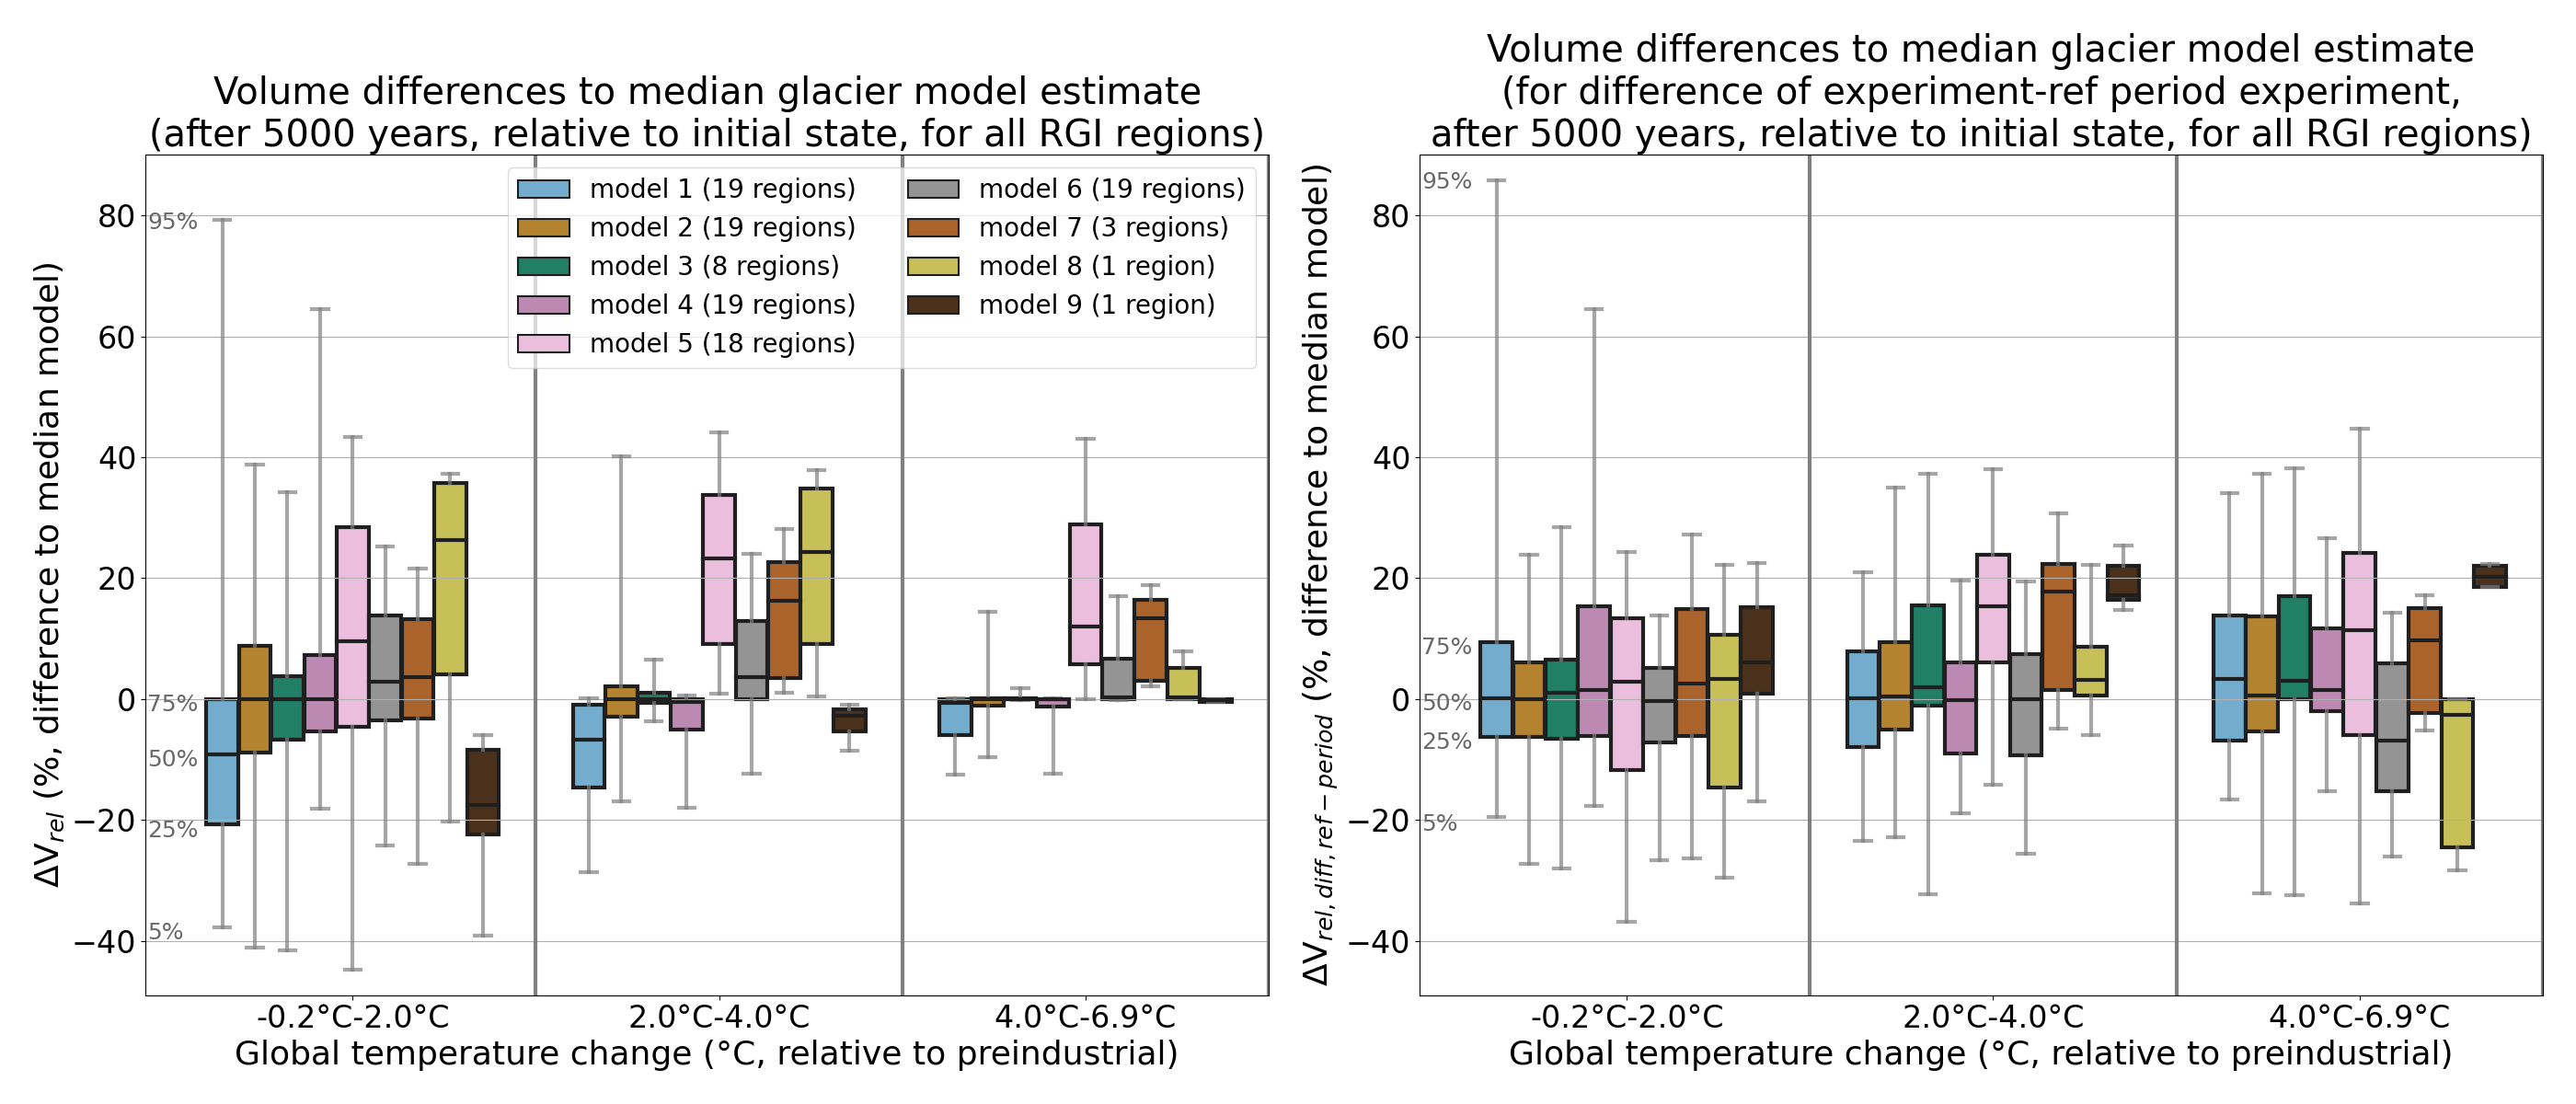 Volume differences to median glacier model estimate
(after 5000 years, relative to initial state, for all RGI regions)
ΔV_rel (%, difference to median model)
80
60
40
20
0
−20
−40
95%
75%
50%
25%
5%
model 1 (19 regions)
model 2 (19 regions)
model 3 (8 regions)
model 4 (19 regions)
model 5 (18 regions)
model 6 (19 regions)
model 7 (3 regions)
model 8 (1 region)
model 9 (1 region)
-0.2°C-2.0°C
2.0°C-4.0°C
4.0°C-6.9°C
Global temperature change (°C, relative to preindustrial)
Volume differences to median glacier model estimate
(for difference of experiment-ref period experiment,
after 5000 years, relative to initial state, for all RGI regions)
ΔV_rel, diff, ref − period (%, difference to median model)
80
60
40
20
0
−20
−40
95%
75%
50%
25%
5%
-0.2°C-2.0°C
2.0°C-4.0°C
4.0°C-6.9°C
Global temperature change (°C, relative to preindustrial)